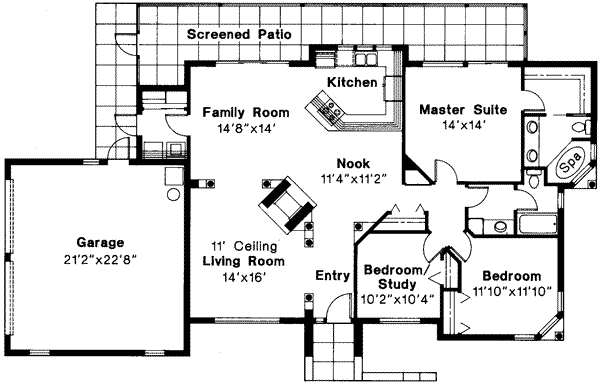 Screened Patio
Kitchen
Family Room
14'8"x14'
Master Suite
14'x14'
Nook
11'4"x11'2"
Spa
Garage
21'2"x22'8"
11' Ceiling
Living Room
14'x16'
Entry
Bedroom
Study
10'2"x10'4"
Bedroom
11'10"x11'10"